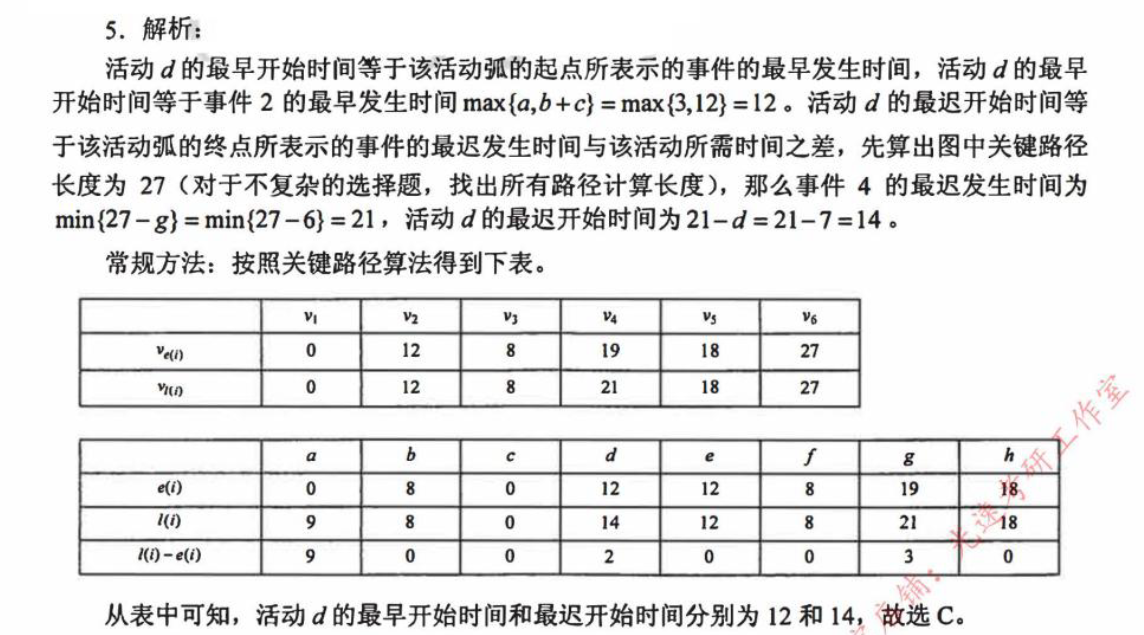 5. 解析:
活动 d 的最早开始时间等于该活动弧的起点所表示的事件的最早发生时间，活动 d 的最早
开始时间等于事件 2 的最早发生时间 max{a,b+c} = max{3,12} = 12。活动 d 的最迟开始时间等
于该活动弧的终点所表示的事件的最迟发生时间与该活动所需时间之差，先算出图中关键路径
长度为 27（对于不复杂的选择题，找出所有路径计算长度），那么事件 4 的最迟发生时间为
min{27-g} = min{27-6} = 21，活动 d 的最迟开始时间为 21-d = 21-7 = 14。
常规方法：按照关键路径算法得到下表。
v1 v2 v3 v4 v5 v6
ve(i) 0 12 8 19 18 27
vl(i) 0 12 8 21 18 27
a b c d e f g h
e(i) 0 8 0 12 12 8 19 18
l(i) 9 8 0 14 12 8 21 18
l(i)-e(i) 9 0 0 2 0 0 3 0
从表中可知，活动 d 的最早开始时间和最迟开始时间分别为 12 和 14，故选 C。
店铺：光速考研工作室